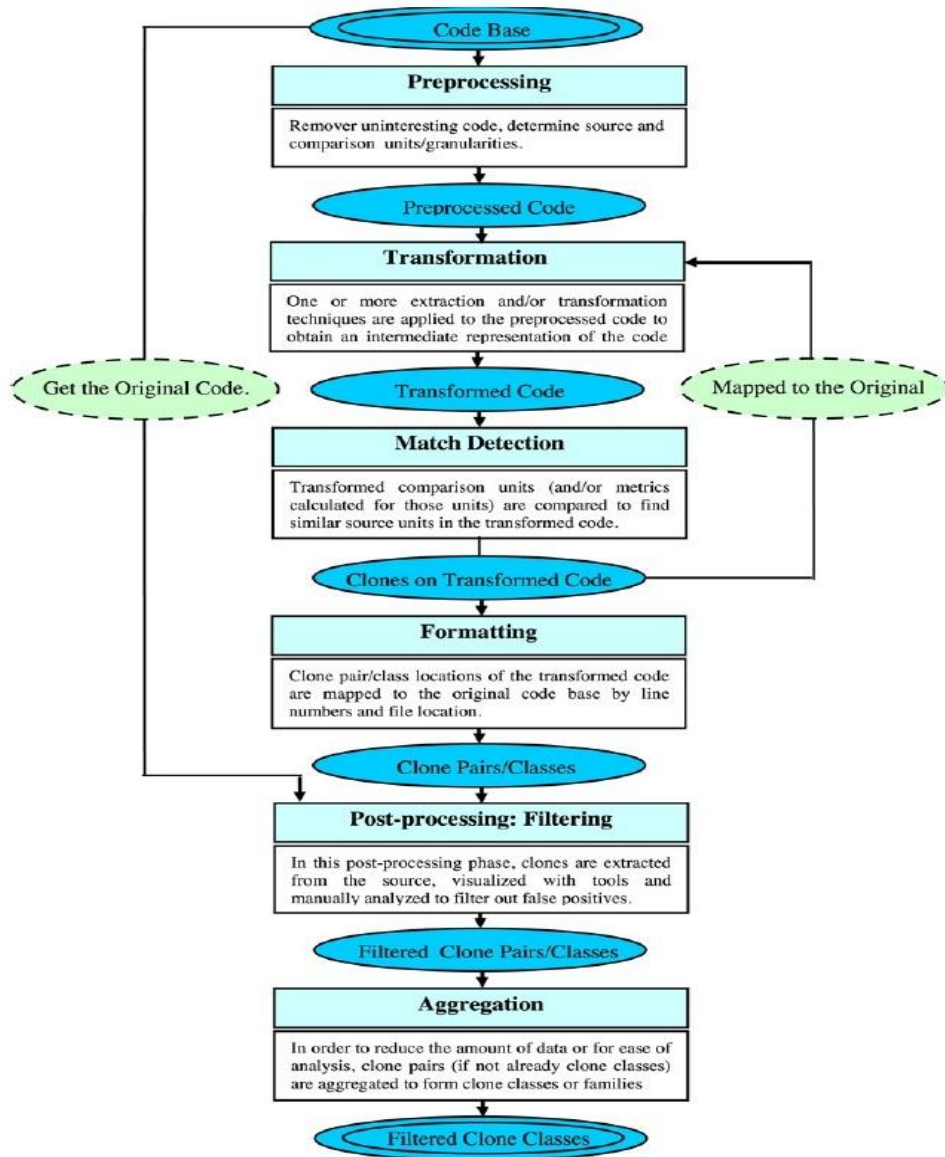 Code Base
Preprocessing
Remover uninteresting code, determine source and
comparison units/granularities.
Preprocessed Code
Transformation
One or more extraction and/or transformation
techniques are applied to the preprocessed code to
obtain an intermediate representation of the code
Get the Original Code.
Transformed Code
Mapped to the Original
Match Detection
Transformed comparison units (and/or metrics
calculated for those units) are compared to find
similar source units in the transformed code.
Clones on Transformed Code
Formatting
Clone pair/class locations of the transformed code
are mapped to the original code base by line
numbers and file location.
Clone Pairs/Classes
Post-processing: Filtering
In this post-processing phase, clones are extracted
from the source, visualized with tools and
manually analyzed to filter out false positives.
Filtered Clone Pairs/Classes
Aggregation
In order to reduce the amount of data or for ease of
analysis, clone pairs (if not already clone classes)
are aggregated to form clone classes or families
Filtered Clone Classes